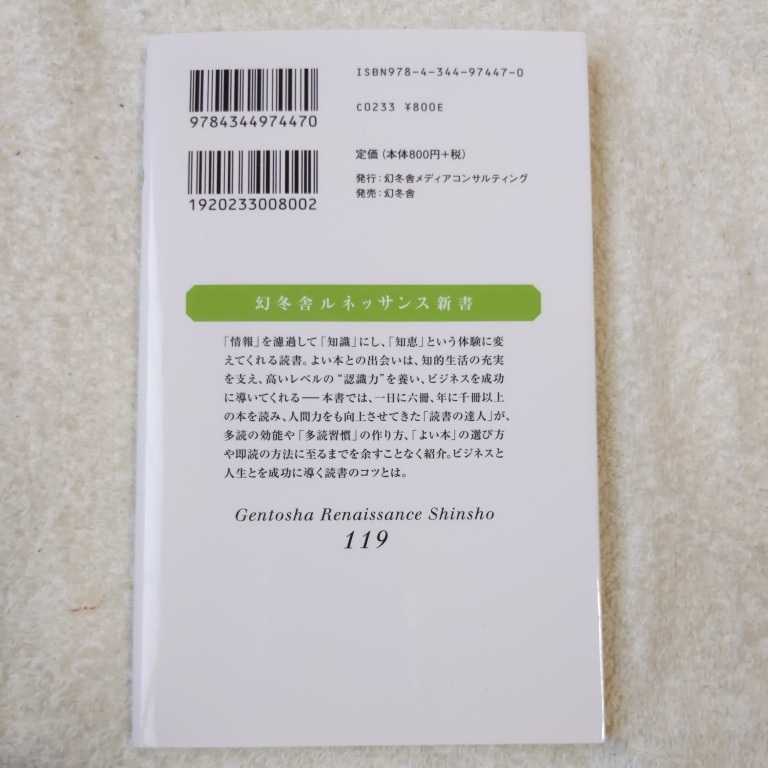 ISBN978-4-344-97447-0
9784344974470
C0233 ¥800E
定価(本体800円+税)
1920233008002
発行:幻冬舎メディアコンサルティング
発売:幻冬舎
幻冬舎ルネッサンス新書
「情報」を濾過して「知識」にし、「知恵」という体験に変
えてくれる読書。よい本との出会いは、知的生活の充実
を支え、高いレベルの“認識力”を養い、ビジネスを成功
に導いてくれる――本書では、一日に六冊、年に千冊以上
の本を読み、人間力をも向上させてきた「読書の達人」が、
多読の効能や「多読習慣」の作り方、「よい本」の選び方
や即読の方法に至るまでを余すことなく紹介。ビジネスと
人生とを成功に導く読書のコツとは。
Gentosha Renaissance Shinsho
119